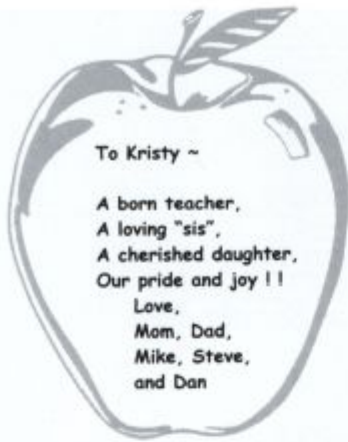 To Kristy ~
A born teacher,
A loving "sis",
A cherished daughter,
Our pride and joy ! !
Love,
Mom, Dad,
Mike, Steve,
and Dan